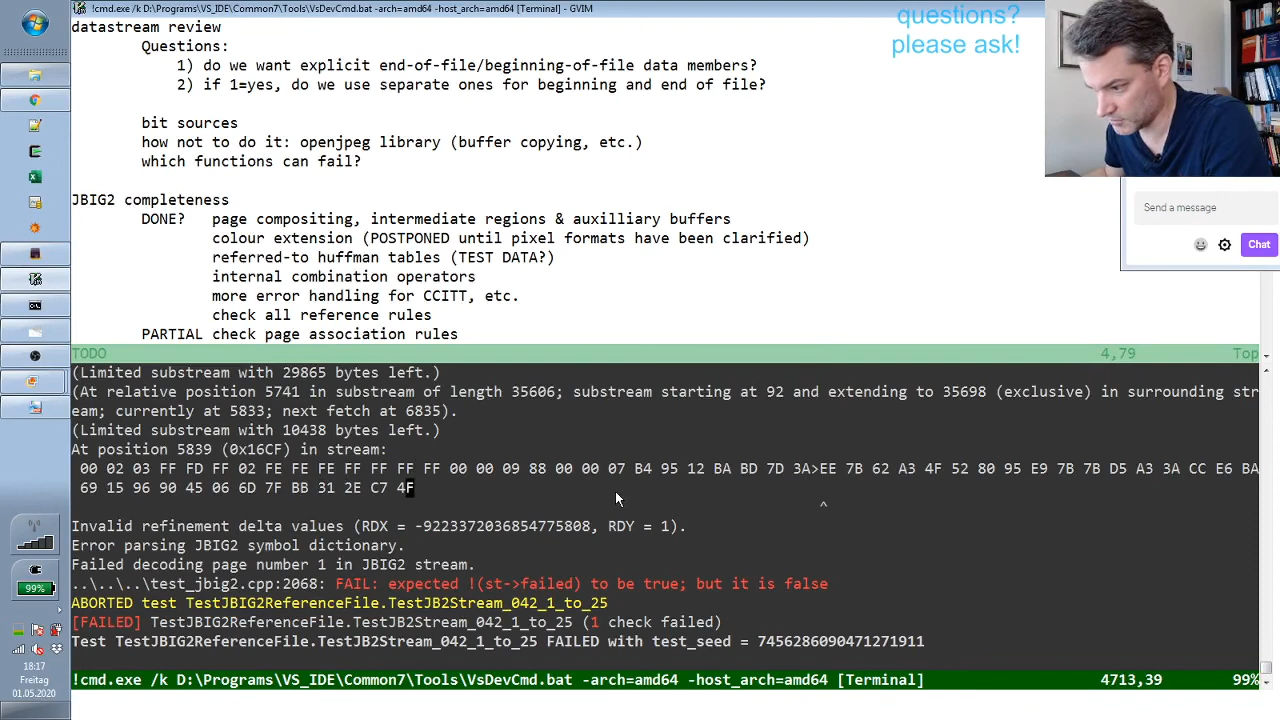 !cmd.exe /k D:\Programs\VS_IDE\Common7\Tools\VsDevCmd.bat -arch=amd64 -host_arch=amd64 [Terminal] - GVIM
questions?
please ask!
datastream review
Questions:
1) do we want explicit end-of-file/beginning-of-file data members?
2) if 1=yes, do we use separate ones for beginning and end of file?
bit sources
how not to do it: openjpeg library (buffer copying, etc.)
which functions can fail?
JBIG2 completeness
DONE? page compositing, intermediate regions & auxilliary buffers
colour extension (POSTPONED until pixel formats have been clarified)
referred-to huffman tables (TEST DATA?)
internal combination operators
more error handling for CCITT, etc.
check all reference rules
PARTIAL check page association rules
Send a message
Chat
TODO 4,79 Top
(Limited substream with 29865 bytes left.)
(At relative position 5741 in substream of length 35606; substream starting at 92 and extending to 35698 (exclusive) in surrounding str
eam; currently at 5833; next fetch at 6835).
(Limited substream with 10438 bytes left.)
At position 5839 (0x16CF) in stream:
00 02 03 FF FD FF 02 FE FE FE FF FF FF FF 00 00 09 88 00 00 07 B4 95 12 BA BD 7D 3A>EE 7B 62 A3 4F 52 80 95 E9 7B 7B D5 A3 3A CC E6 BA
69 15 96 90 45 06 6D 7F BB 31 2E C7 4F
^
Invalid refinement delta values (RDX = -9223372036854775808, RDY = 1).
Error parsing JBIG2 symbol dictionary.
Failed decoding page number 1 in JBIG2 stream.
..\..\..\test_jbig2.cpp:2068: FAIL: expected !(st->failed) to be true; but it is false
ABORTED test TestJBIG2ReferenceFile.TestJB2Stream_042_1_to_25
[FAILED] TestJBIG2ReferenceFile.TestJB2Stream_042_1_to_25 (1 check failed)
Test TestJBIG2ReferenceFile.TestJB2Stream_042_1_to_25 FAILED with test_seed = 7456286090471271911
!cmd.exe /k D:\Programs\VS_IDE\Common7\Tools\VsDevCmd.bat -arch=amd64 -host_arch=amd64 [Terminal] 4713,39 99%
99%
18:17
Freitag
01.05.2020